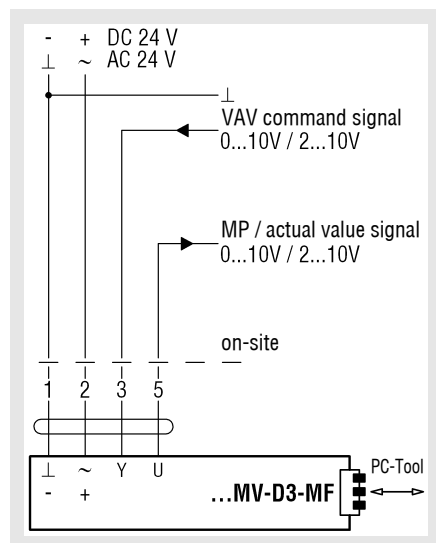 - + DC 24 V
⊥ ~ AC 24 V
⊥
VAV command signal
0...10V / 2...10V
MP / actual value signal
0...10V / 2...10V
on-site
1 2 3 5
⊥ ~ Y U
- +
...MV-D3-MF
PC-Tool